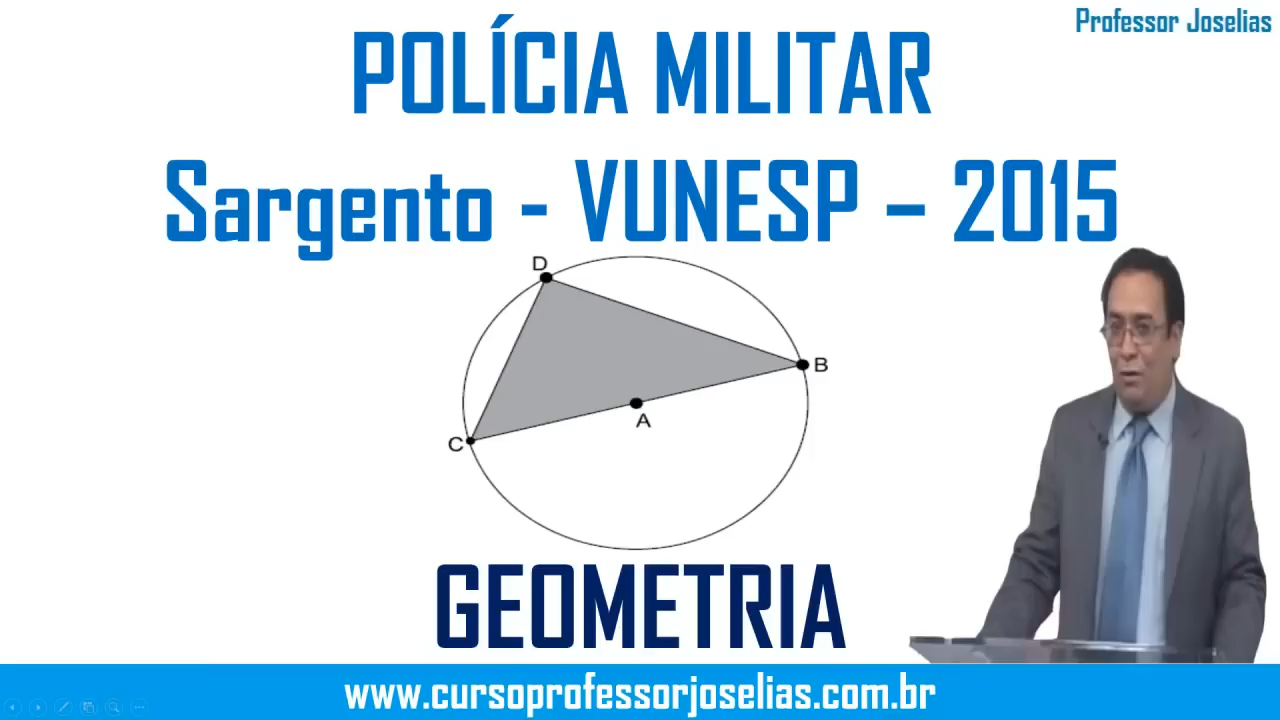 Professor Joselias
POLÍCIA MILITAR
Sargento - VUNESP – 2015
D
B
A
C
GEOMETRIA
www.cursoprofessorjoselias.com.br